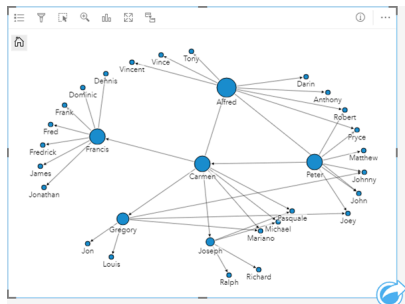 Tony
Vince
Vincent
Dennis
Darin
Dominic
Alfred
Anthony
Frank
Robert
Fred
Pryce
Francis
Fredrick
Matthew
James
Carmen
Peter
Johnny
Jonathan
John
Pasquale
Joey
Gregory
Michael
Mariano
Jon
Joseph
Louis
Richard
Ralph